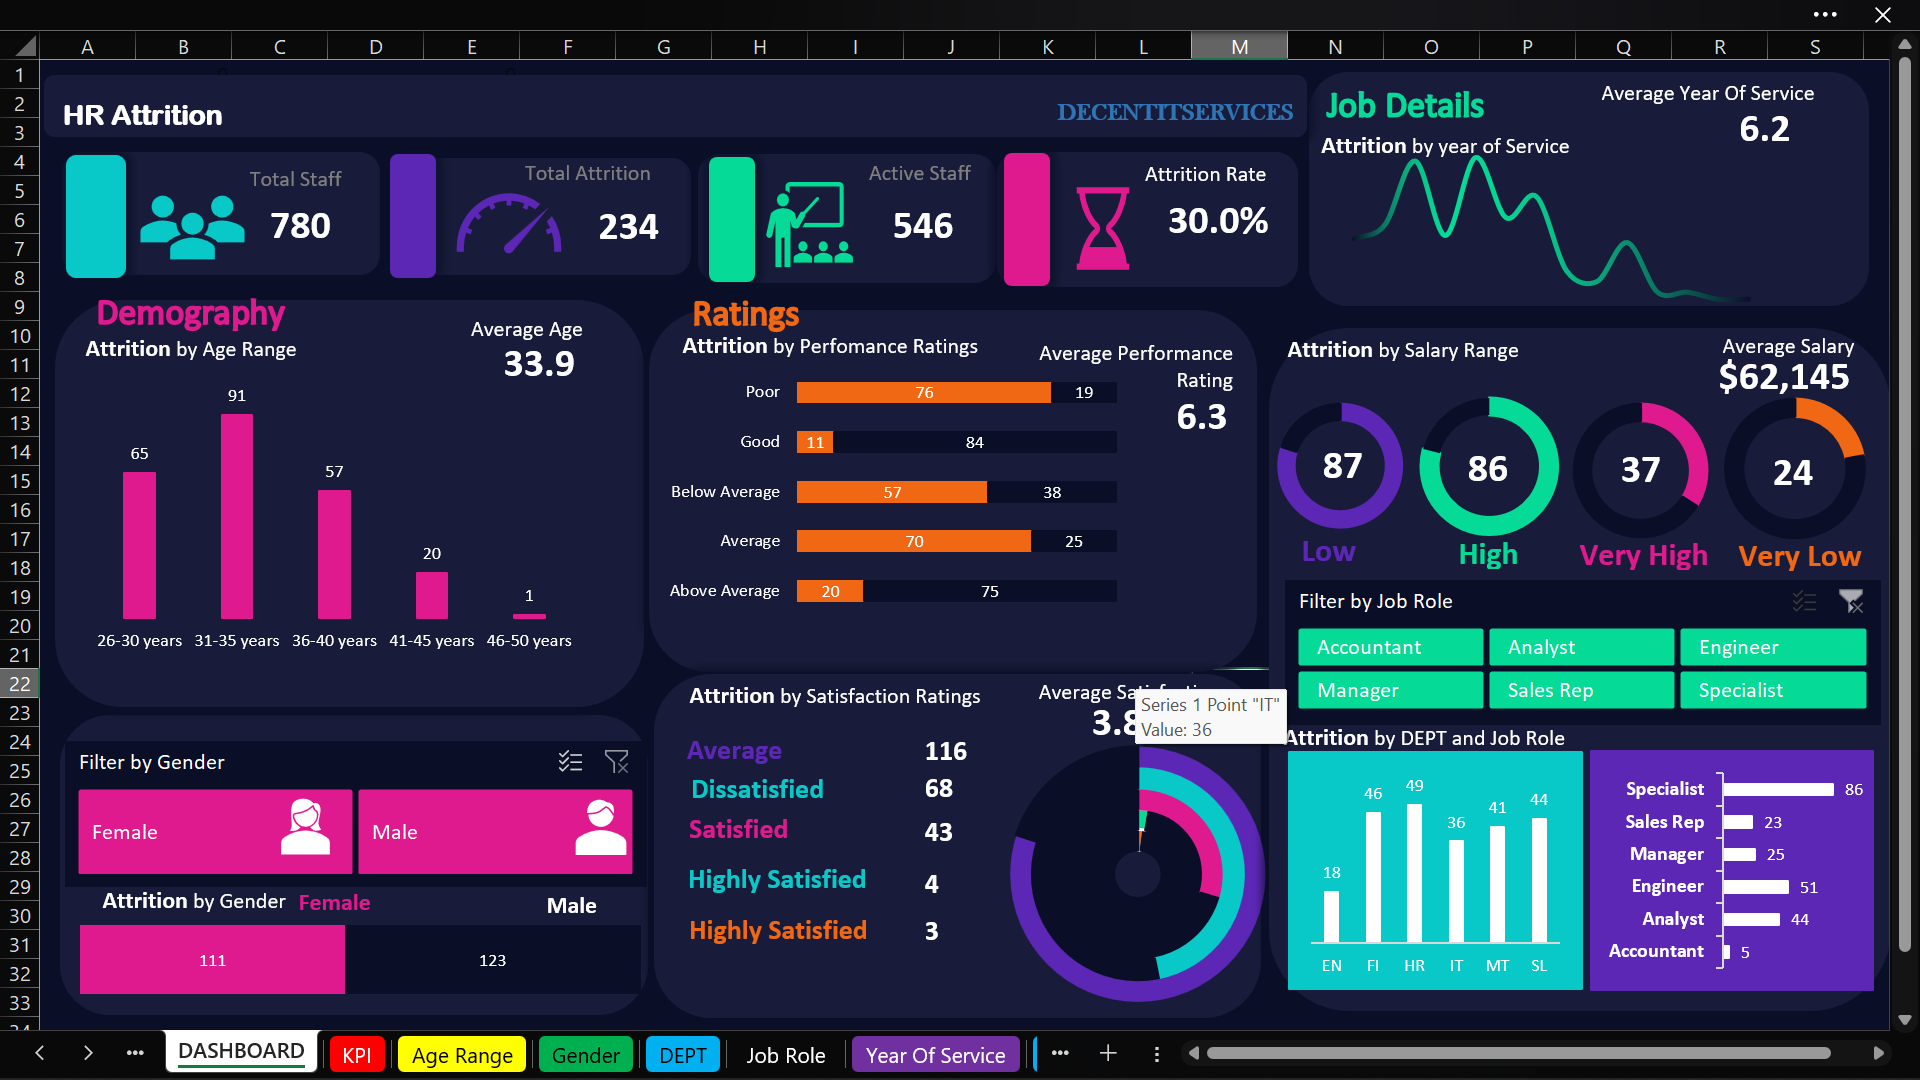 A B C D E F G H I J K L M N O P Q R S
1
2
3
4
5
6
7
8
9
10
11
12
13
14
15
16
17
18
19
20
21
22
23
24
25
26
27
28
29
30
31
32
33
HR Attrition
DECENTITSERVICES
Total Staff
780
Total Attrition
234
Active Staff
546
Attrition Rate
30.0%
Job Details
Average Year Of Service
6.2
Attrition by year of Service
Demography
Attrition by Age Range
Average Age
33.9
65 91 57 20 1
26-30 years 31-35 years 36-40 years 41-45 years 46-50 years
Ratings
Attrition by Perfomance Ratings
Average Performance
Rating
6.3
Poor 76 19
Good 11 84
Below Average 57 38
Average 70 25
Above Average 20 75
Attrition by Salary Range
Average Salary
$62,145
87 86 37 24
Low High Very High Very Low
Filter by Job Role
Accountant Analyst Engineer
Manager Sales Rep Specialist
Filter by Gender
Female Male
Attrition by Gender Female Male
111 123
Attrition by Satisfaction Ratings
Average
3.8
Series 1 Point "IT"
Value: 36
Average 116
Dissatisfied 68
Satisfied 43
Highly Satisfied 4
Highly Satisfied 3
Attrition by DEPT and Job Role
18 46 49 36 41 44
EN FI HR IT MT SL
Specialist 86
Sales Rep 23
Manager 25
Engineer 51
Analyst 44
Accountant 5
DASHBOARD KPI Age Range Gender DEPT Job Role Year Of Service